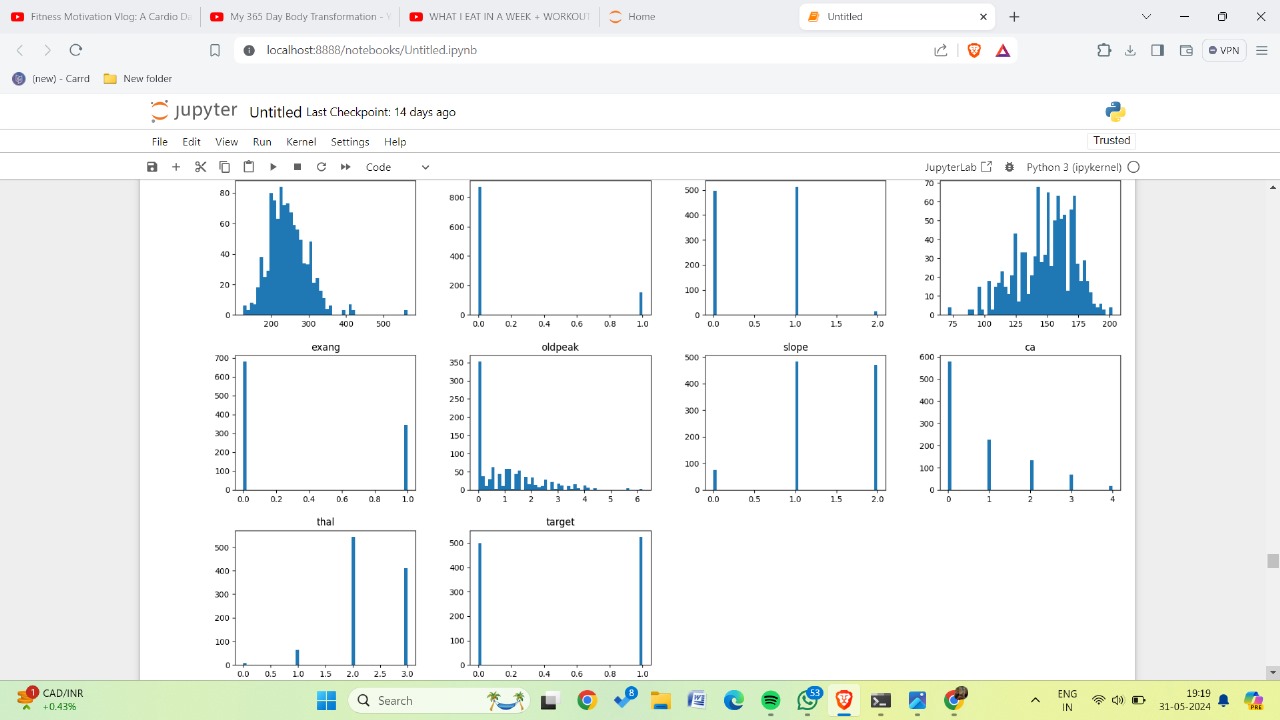 Fitness Motivation Vlog: A Cardio Da
My 365 Day Body Transformation - Y
WHAT I EAT IN A WEEK + WORKOUT
Home
Untitled
localhost:8888/notebooks/Untitled.ipynb
VPN
(new) - Carrd
New folder
jupyter Untitled Last Checkpoint: 14 days ago
File Edit View Run Kernel Settings Help
Trusted
Code
JupyterLab
Python 3 (ipykernel)
80 60 40 20 0
200 300 400 500
800 600 400 200 0
0.0 0.2 0.4 0.6 0.8 1.0
500 400 300 200 100 0
0.0 0.5 1.0 1.5 2.0
70 60 50 40 30 20 10 0
75 100 125 150 175 200
exang
700 600 500 400 300 200 100 0
0.0 0.2 0.4 0.6 0.8 1.0
oldpeak
350 300 250 200 150 100 50 0
0 1 2 3 4 5 6
slope
500 400 300 200 100 0
0.0 0.5 1.0 1.5 2.0
ca
600 500 400 300 200 100 0
0 1 2 3 4
thal
500 400 300 200 100 0
0.0 0.5 1.0 1.5 2.0 2.5 3.0
target
500 400 300 200 100 0
0.0 0.2 0.4 0.6 0.8 1.0
1
CAD/INR
+0.43%
Search
8
53
ENG
IN
19:19
31-05-2024
PRE